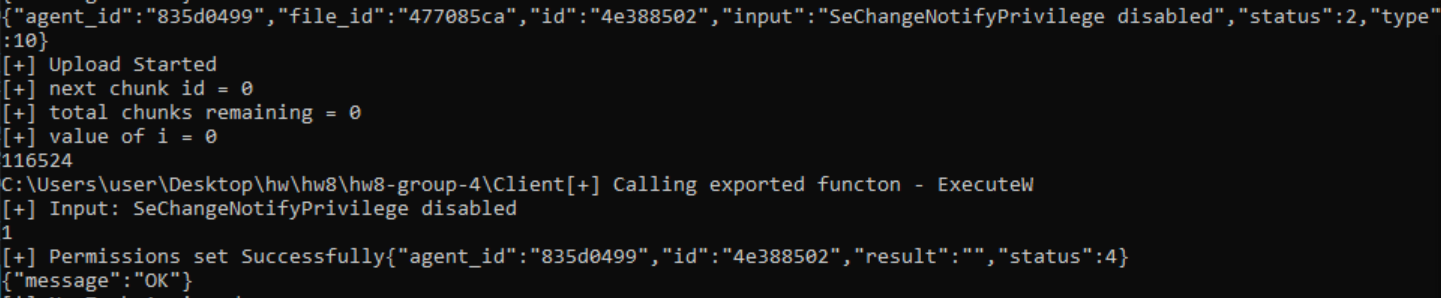 {"agent_id":"835d0499","file_id":"477085ca","id":"4e388502","input":"SeChangeNotifyPrivilege disabled","status":2,"type"
:10}
[+] Upload Started
[+] next chunk id = 0
[+] total chunks remaining = 0
[+] value of i = 0
116524
C:\Users\user\Desktop\hw\hw8\hw8-group-4\Client[+] Calling exported functon - ExecuteW
[+] Input: SeChangeNotifyPrivilege disabled
1
[+] Permissions set Successfully{"agent_id":"835d0499","id":"4e388502","result":"","status":4}
{"message":"OK"}